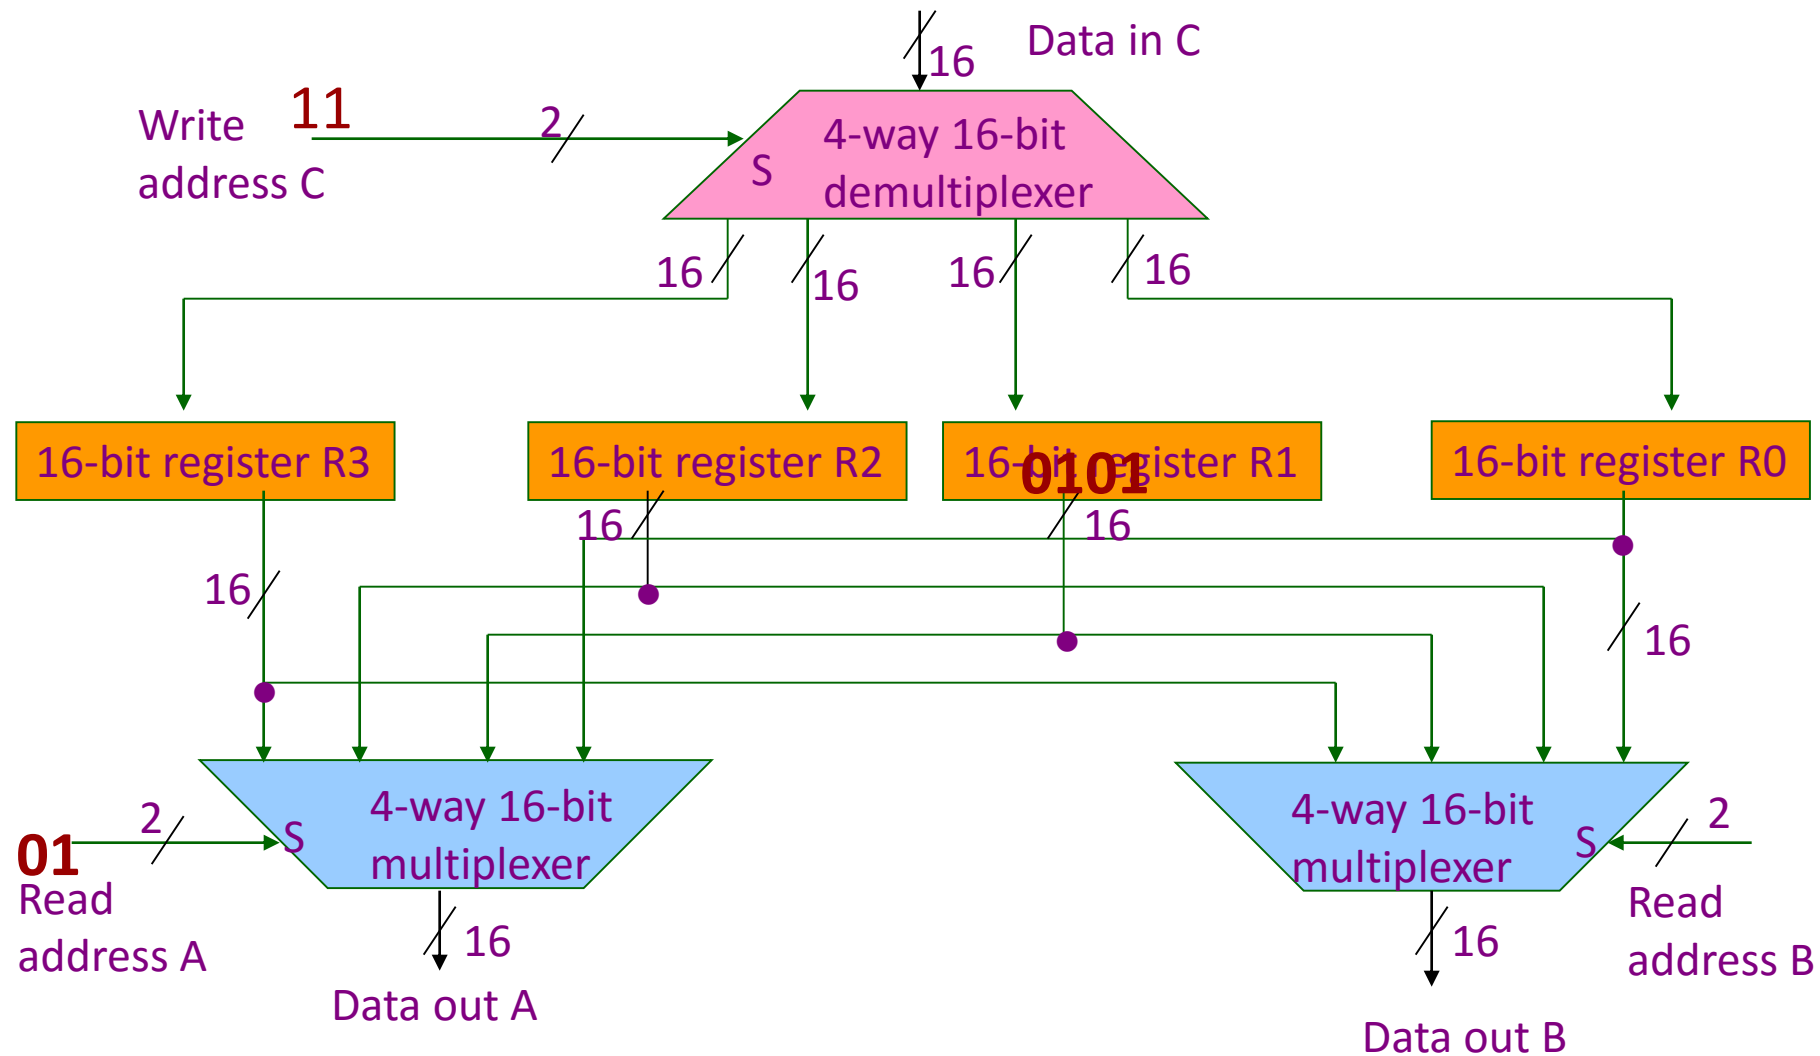 Data in C
16
11
Write
address C
2
4-way 16-bit
demultiplexer
S
16
16
16
16
16-bit register R3
16-bit register R2
16-bit register R1
0101
16-bit register R0
16
16
16
16
2
S
4-way 16-bit
multiplexer
4-way 16-bit
multiplexer
S
2
01
Read
address A
16
Data out A
16
Read
address B
Data out B